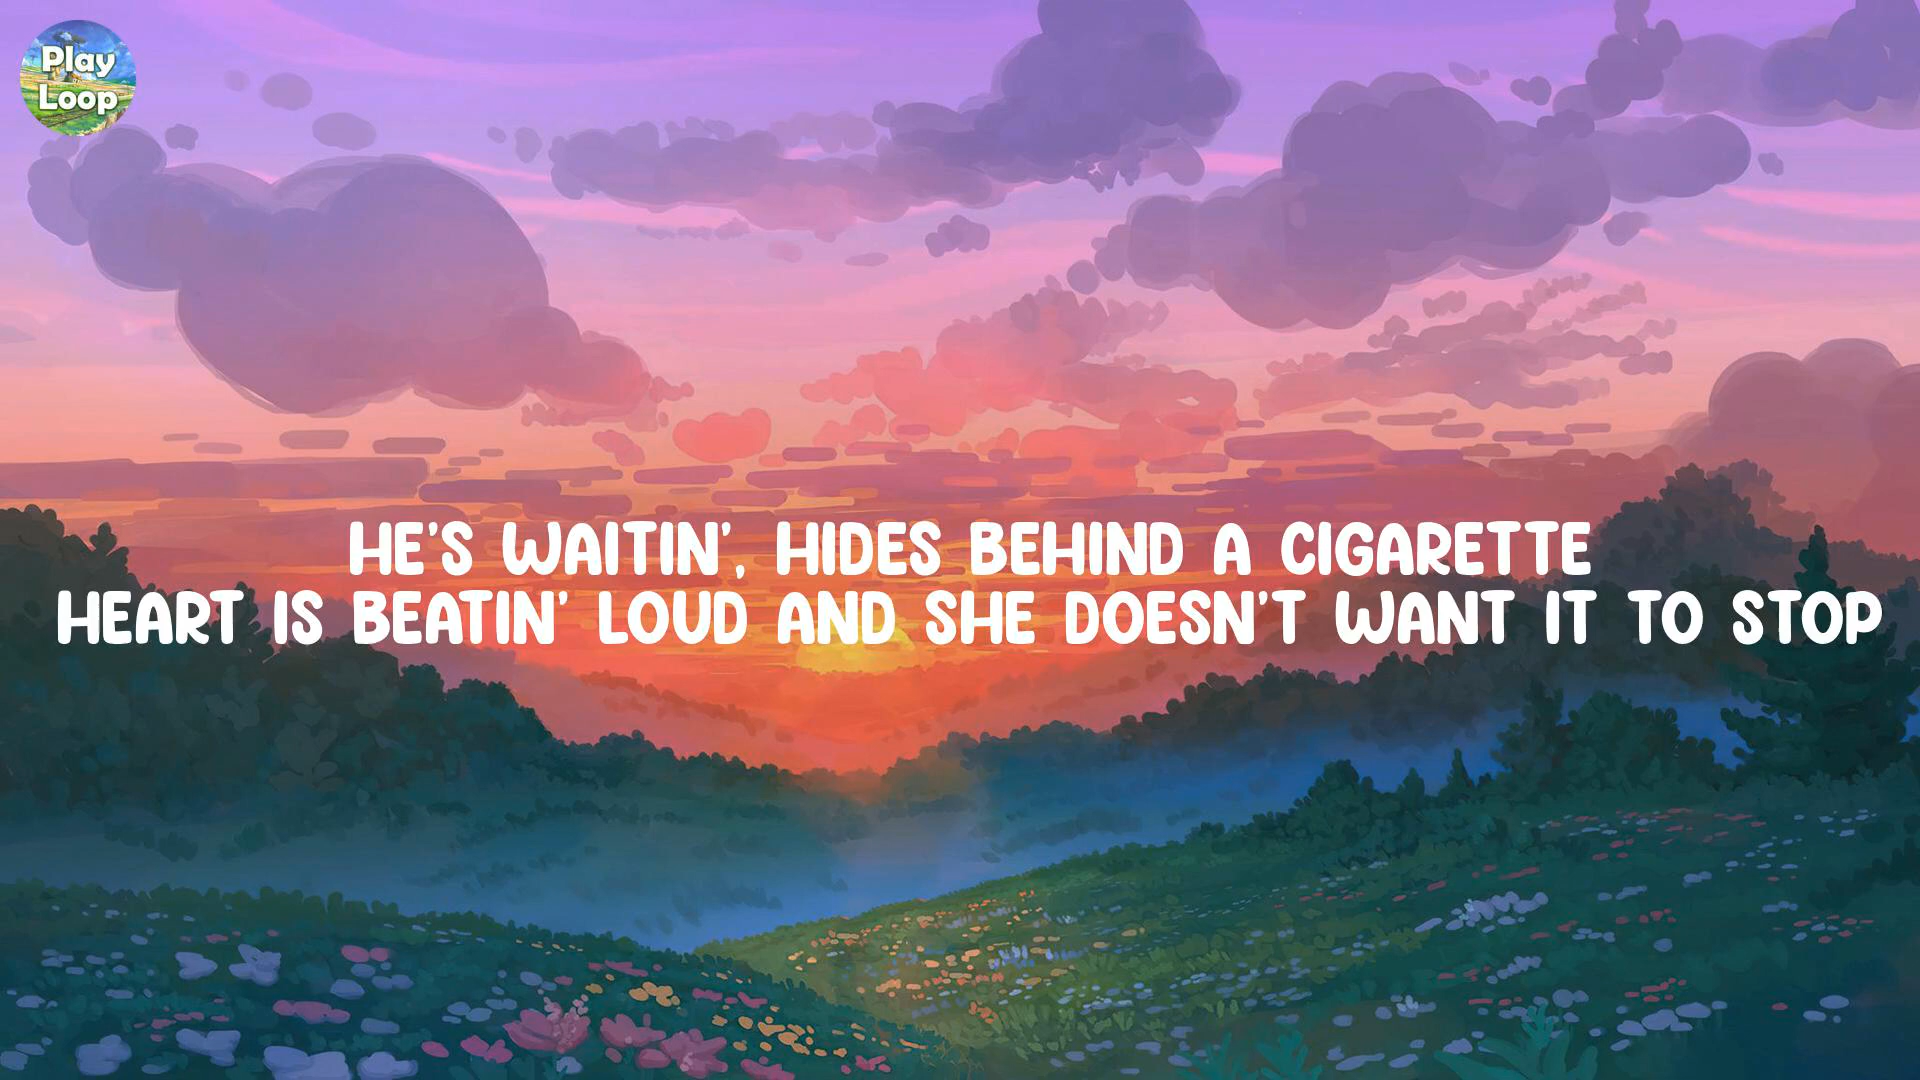 Play
Loop
HE'S WAITIN', HIDES BEHIND A CIGARETTE
HEART IS BEATIN' LOUD AND SHE DOESN'T WANT IT TO STOP